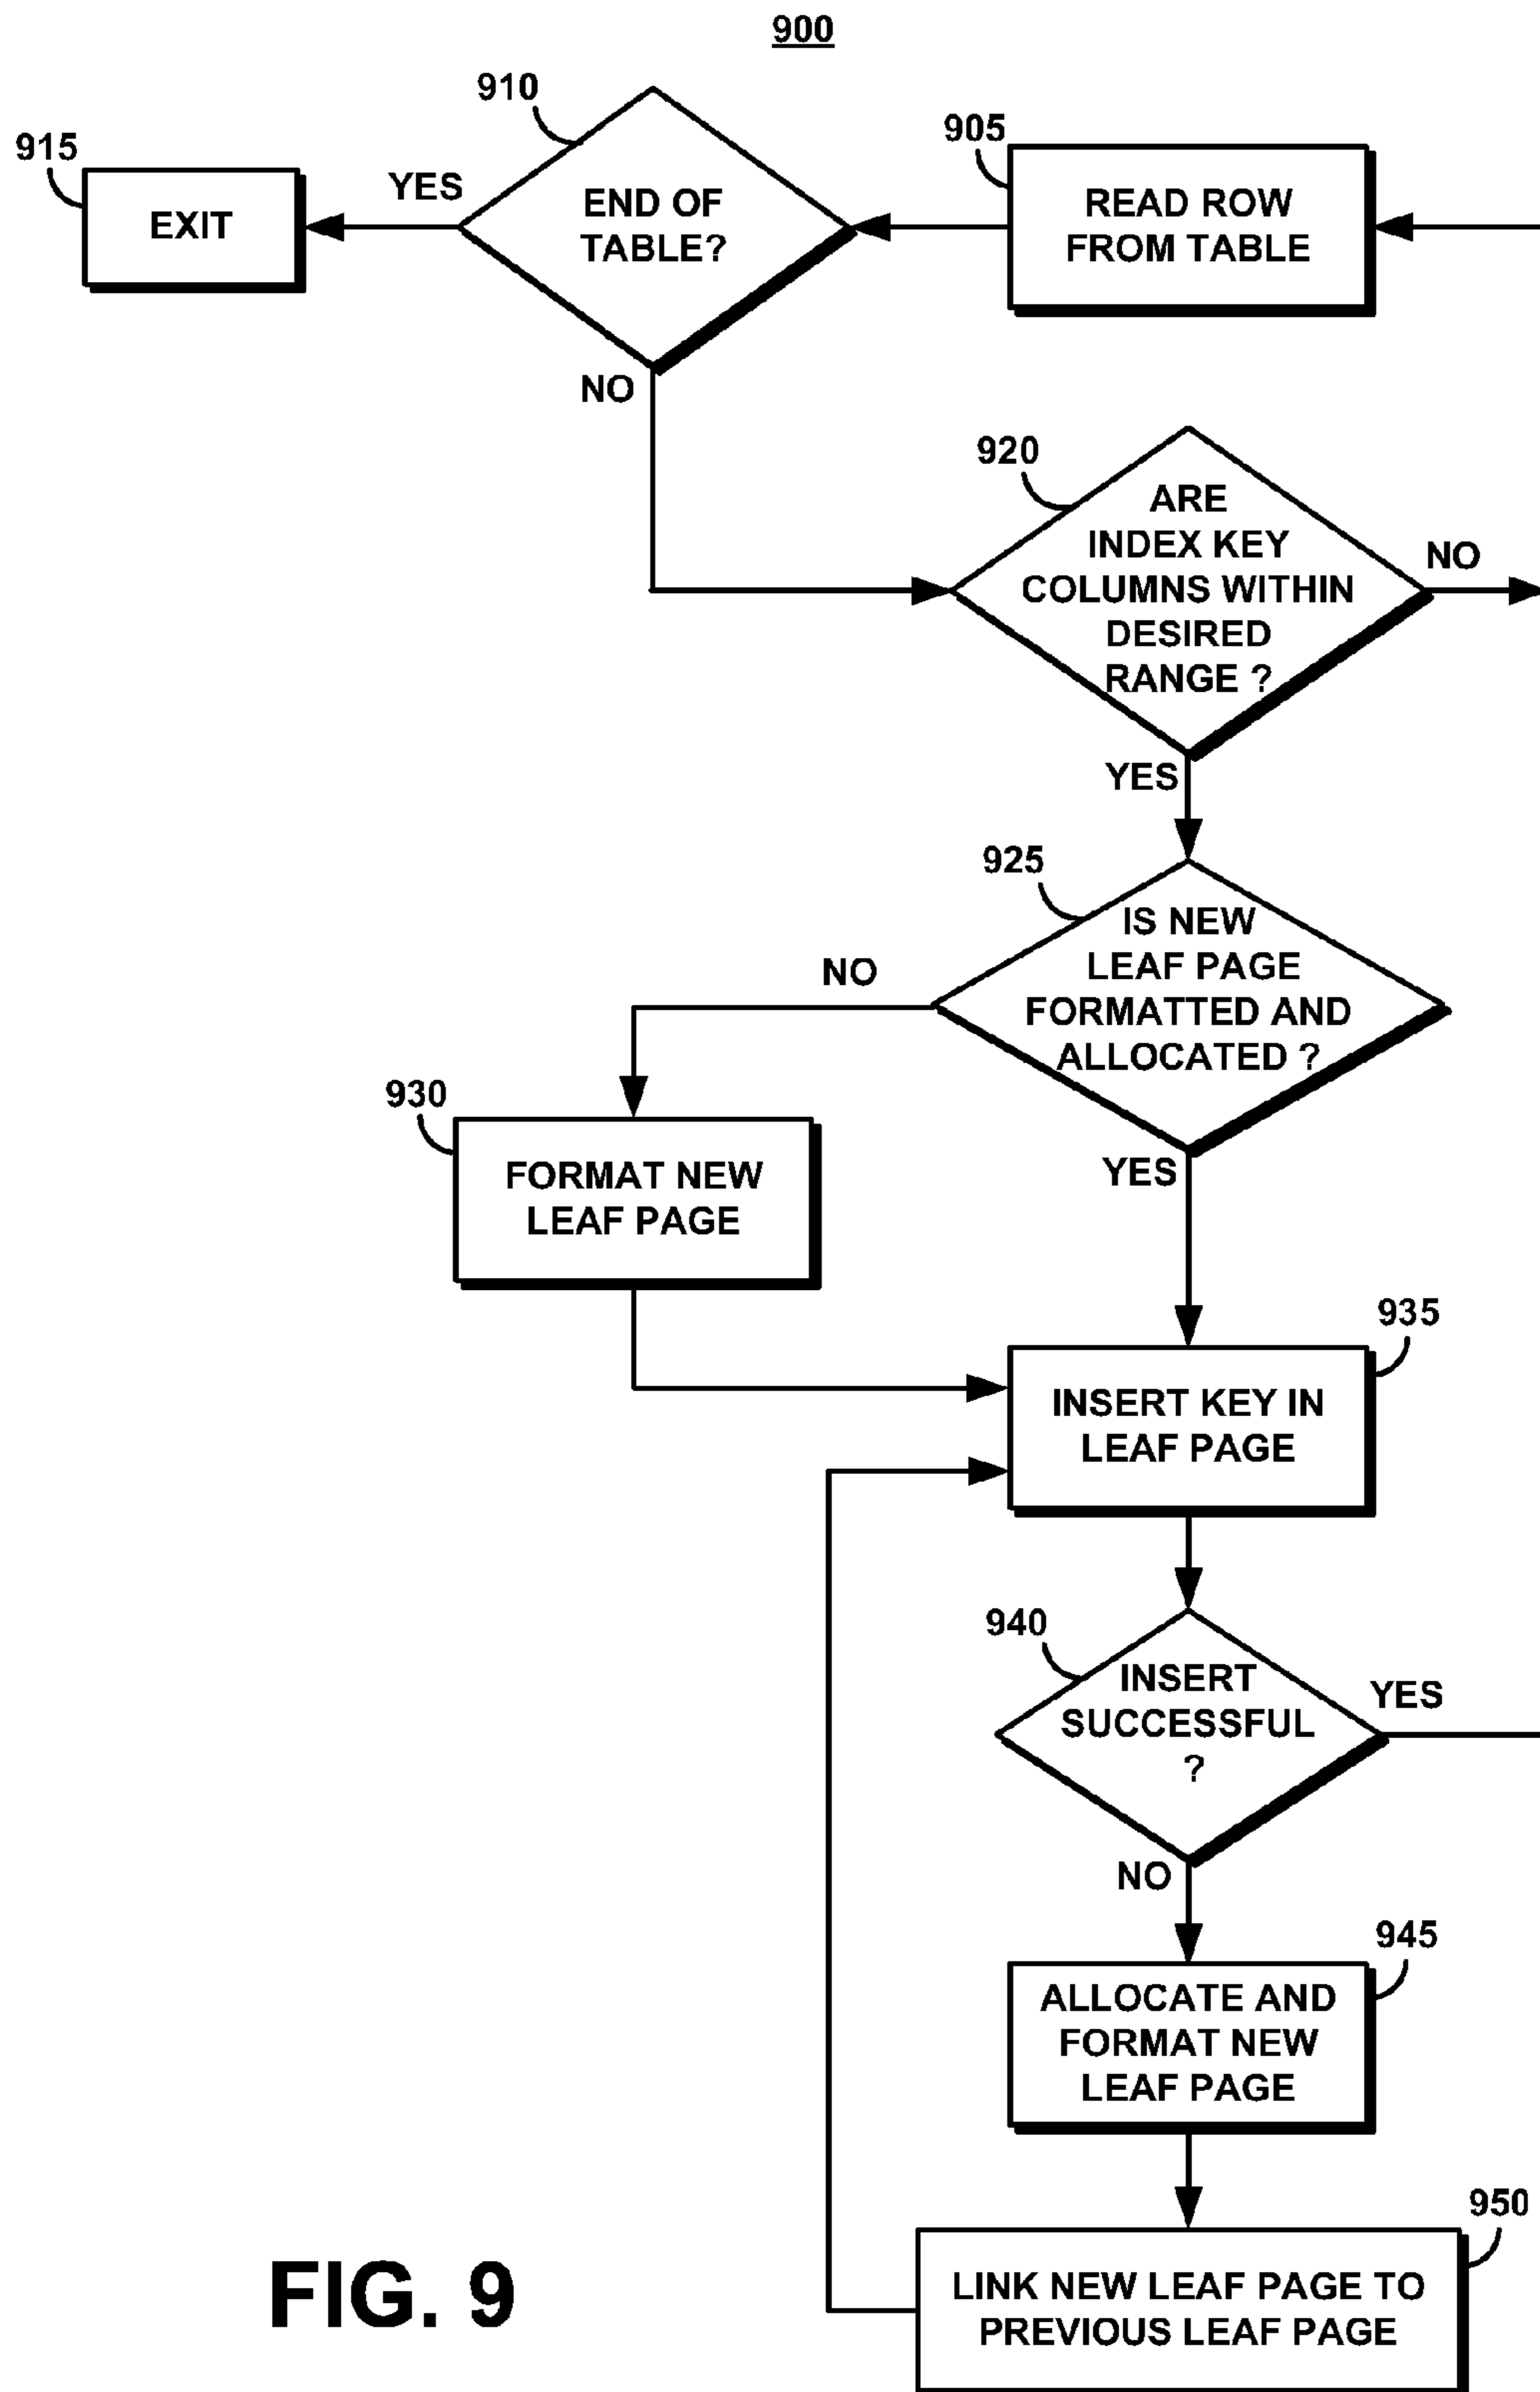 900
910
915
905
YES
EXIT
END OF
TABLE?
READ ROW
FROM TABLE
NO
920
ARE
INDEX KEY
COLUMNS WITHIN
DESIRED
RANGE ?
NO
YES
925
IS NEW
LEAF PAGE
FORMATTED AND
ALLOCATED ?
NO
930
FORMAT NEW
LEAF PAGE
YES
935
INSERT KEY IN
LEAF PAGE
940
INSERT
SUCCESSFUL
?
YES
NO
945
ALLOCATE AND
FORMAT NEW
LEAF PAGE
950
LINK NEW LEAF PAGE TO
PREVIOUS LEAF PAGE
FIG. 9